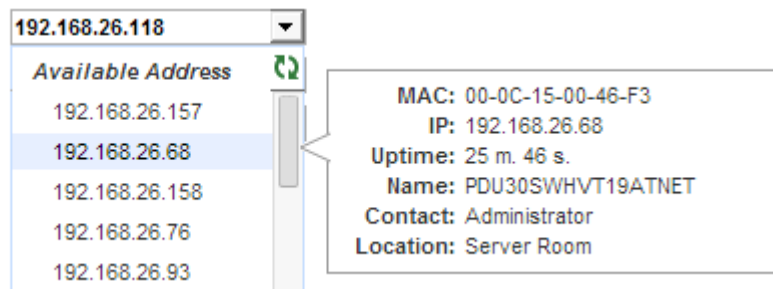 192.168.26.118
Available Address
192.168.26.157
192.168.26.68
192.168.26.158
192.168.26.76
192.168.26.93
MAC: 00-0C-15-00-46-F3
IP: 192.168.26.68
Uptime: 25 m. 46 s.
Name: PDU30SWHVT19ATNET
Contact: Administrator
Location: Server Room